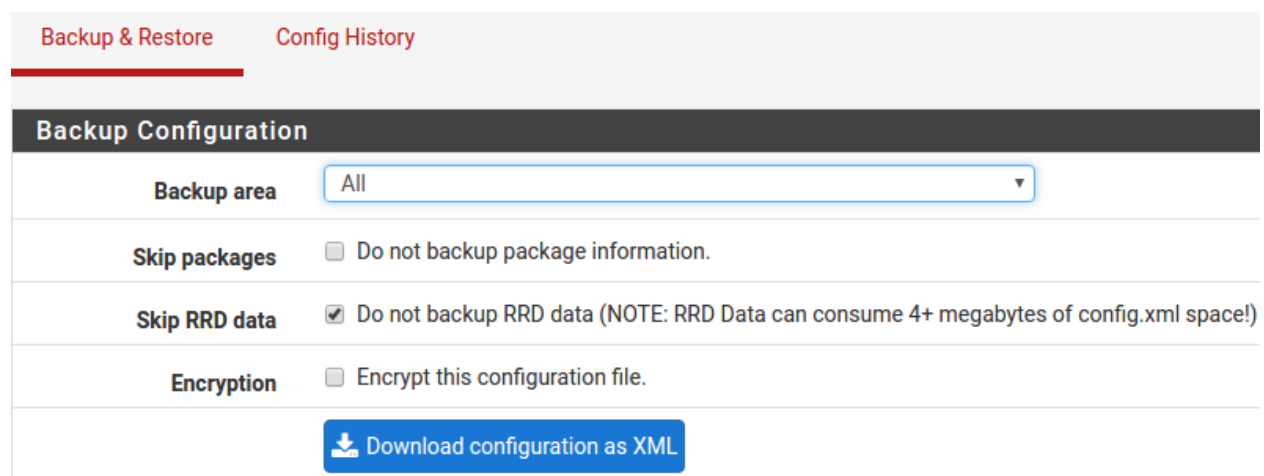 Backup & Restore Config History
Backup Configuration
Backup area All
Skip packages Do not backup package information.
Skip RRD data Do not backup RRD data (NOTE: RRD Data can consume 4+ megabytes of config.xml space!)
Encryption Encrypt this configuration file.
Download configuration as XML